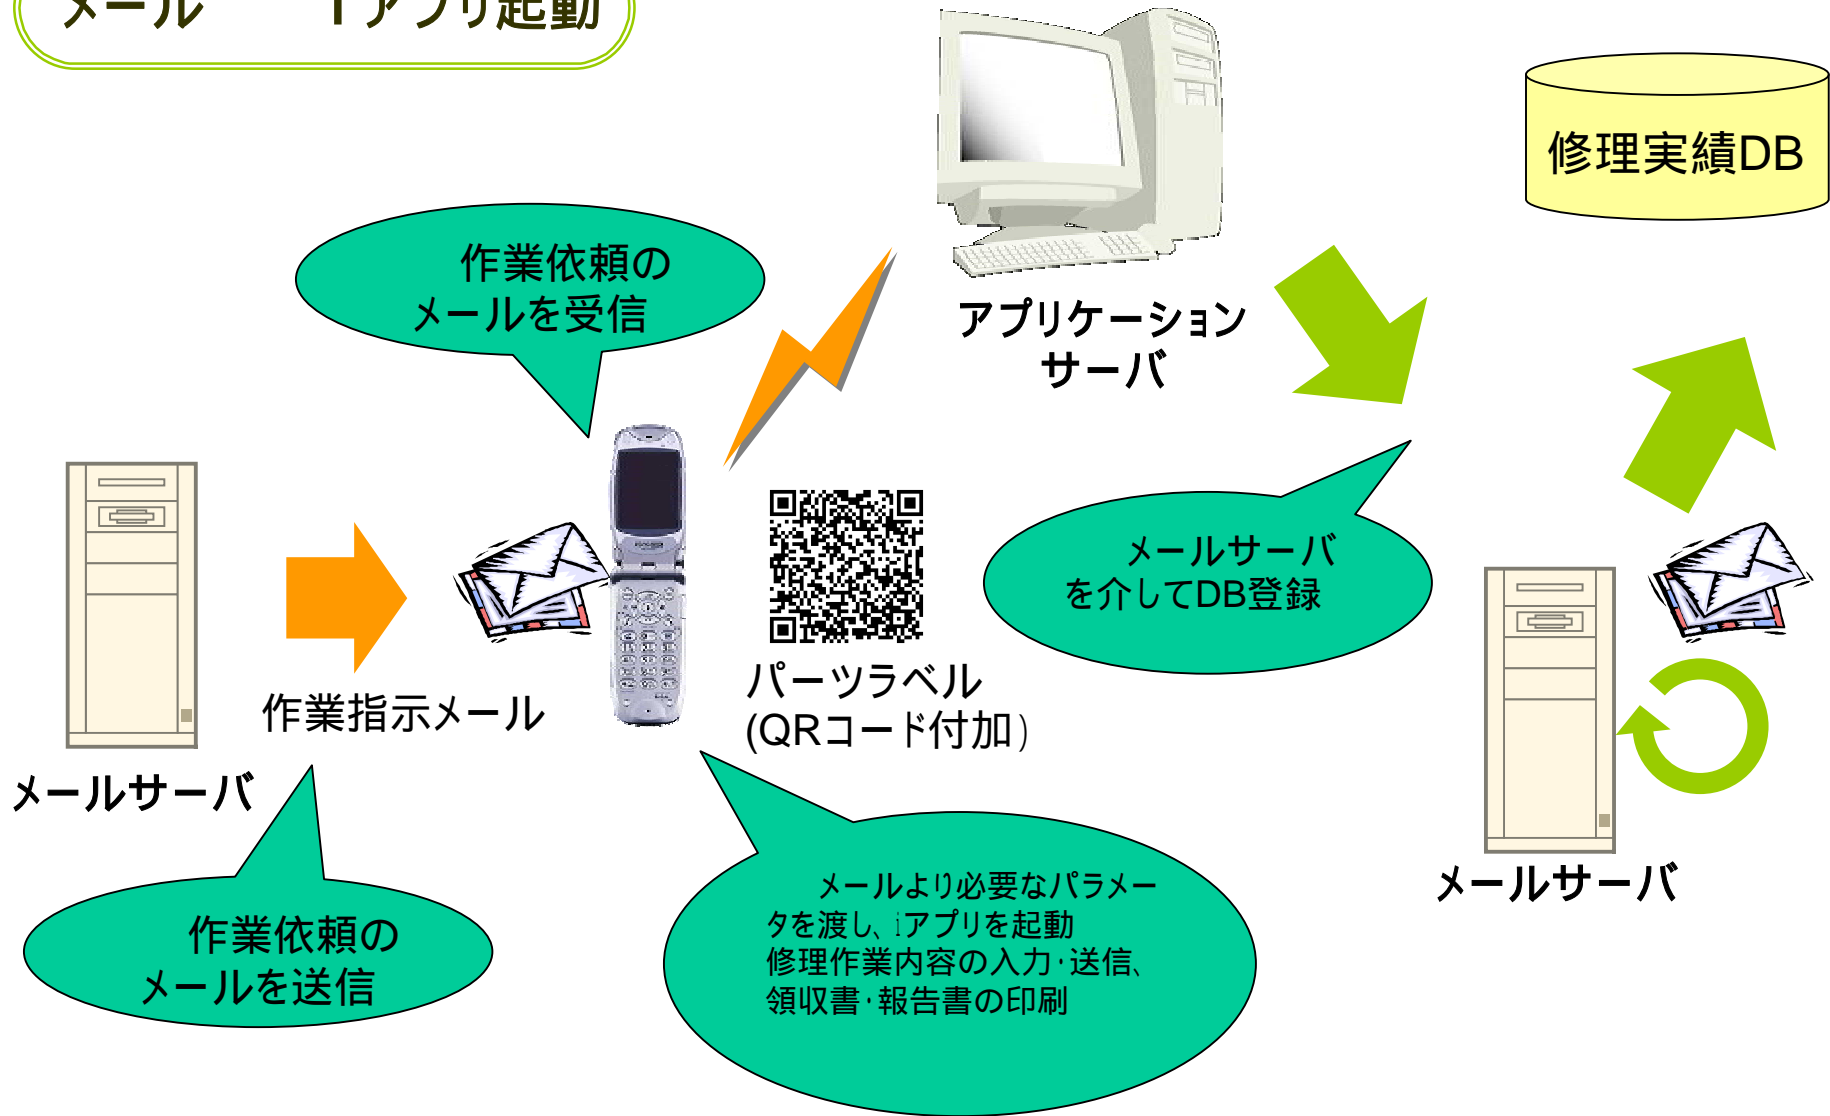 メール　　iアプリ起動
修理実績DB
作業依頼の
メールを受信
アプリケーション
サーバ
メールサーバ
を介してDB登録
パーツラベル
(QRコード付加)
作業指示メール
メールサーバ
メールサーバ
メールより必要なパラメー
タを渡し、iアプリを起動
修理作業内容の入力・送信、
領収書・報告書の印刷
作業依頼の
メールを送信